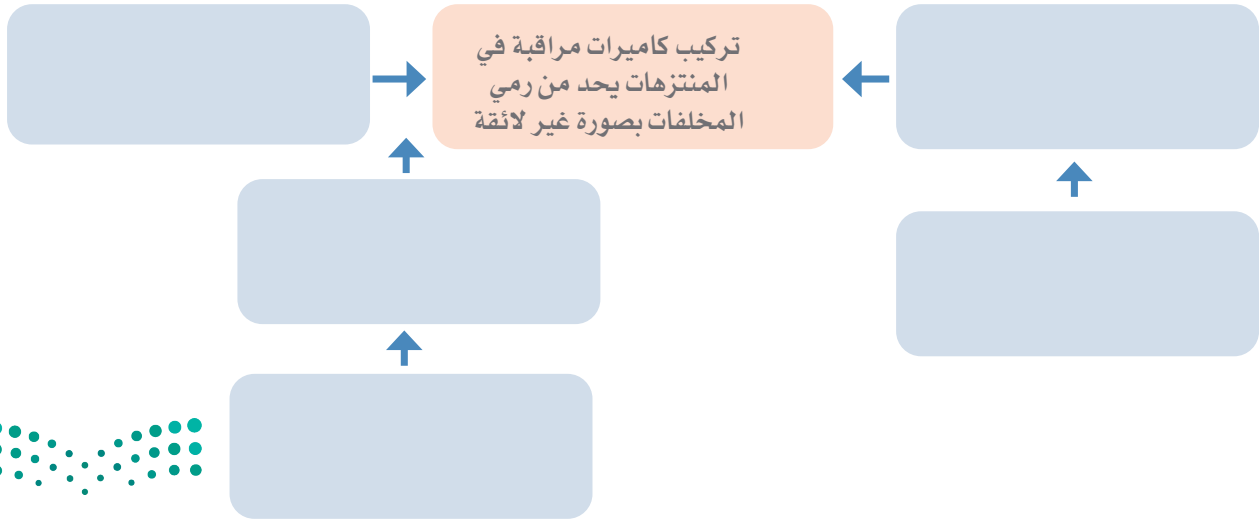 تركيب كاميرات مراقبة في
المنتزهات يحد من رمي
المخلفات بصورة غير لائقة